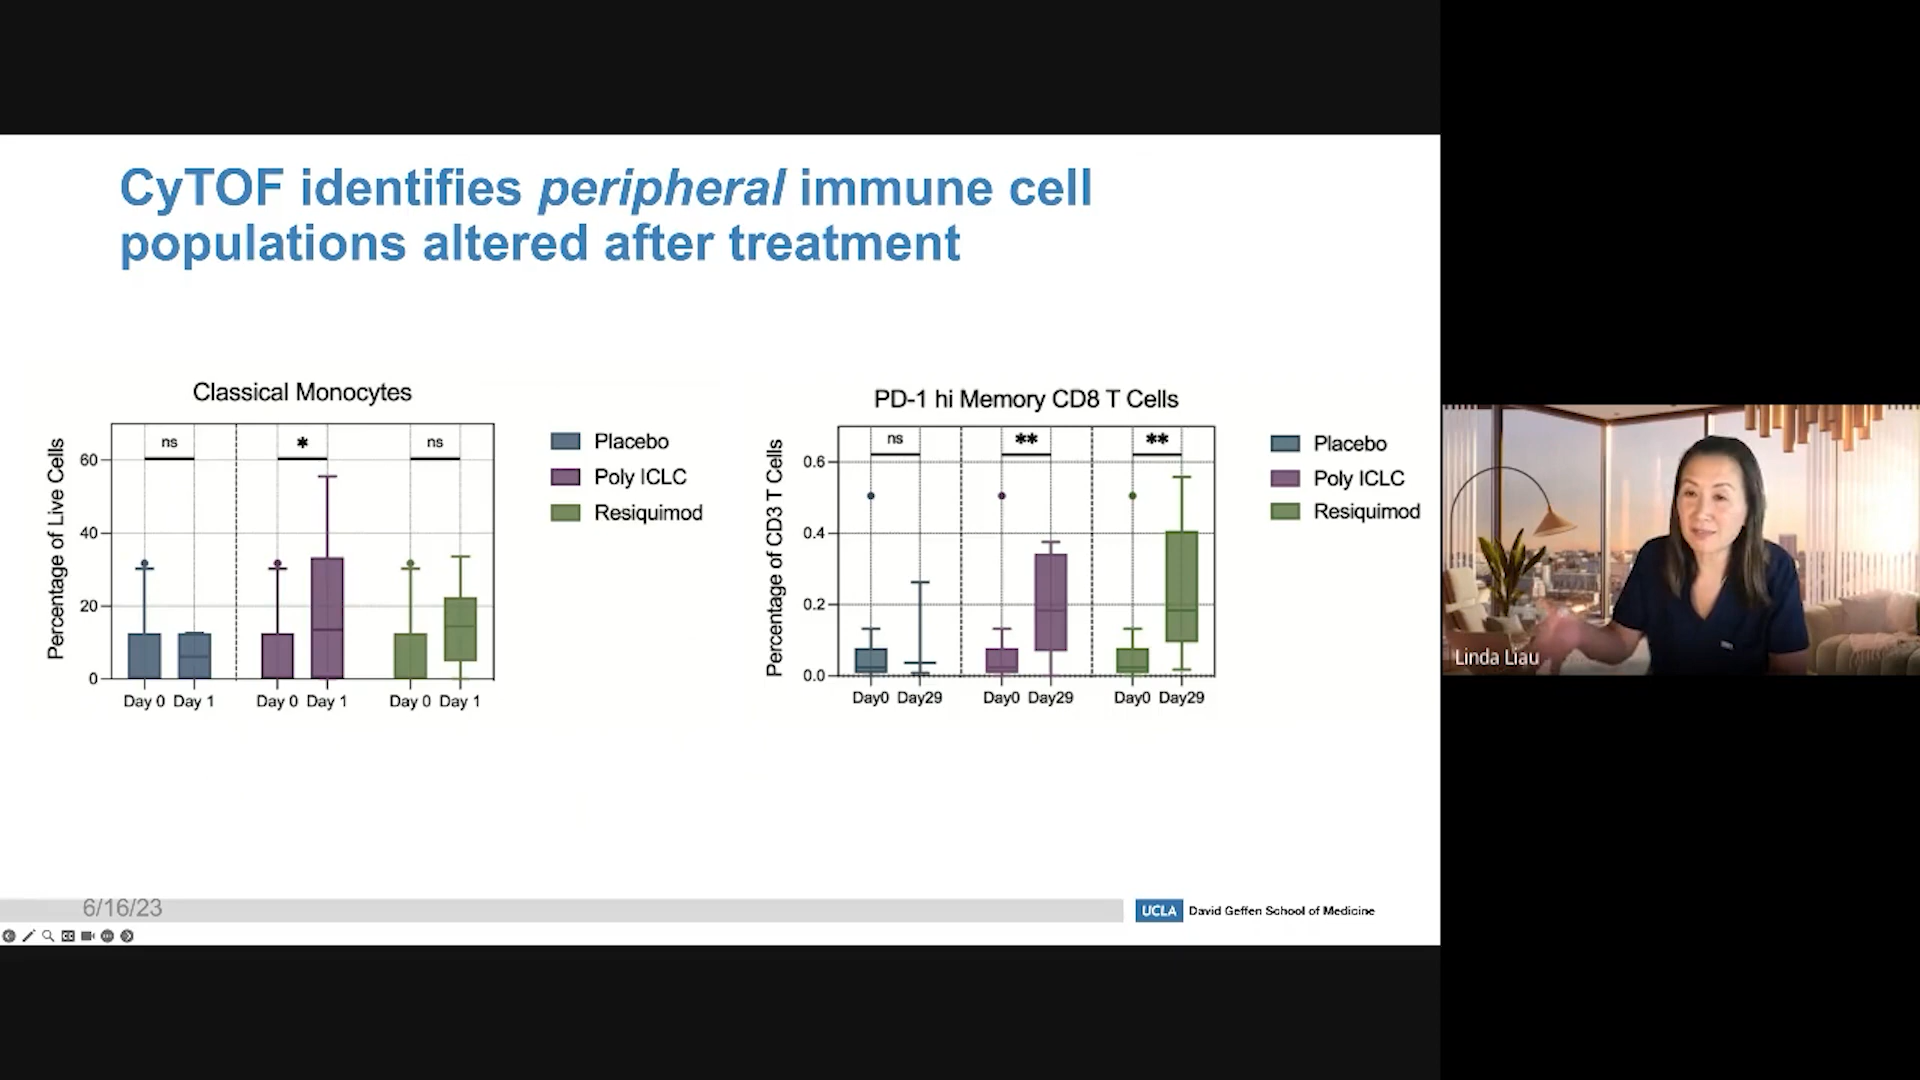 CyTOF identifies peripheral immune cell
populations altered after treatment
Classical Monocytes
Percentage of Live Cells
60
40
20
0
ns
*
ns
Day 0 Day 1
Day 0 Day 1
Day 0 Day 1
Placebo
Poly ICLC
Resiquimod
PD-1 hi Memory CD8 T Cells
Percentage of CD3 T Cells
0.6
0.4
0.2
0.0
ns
**
**
Day0 Day29
Day0 Day29
Day0 Day29
Placebo
Poly ICLC
Resiquimod
Linda Liau
6/16/23
UCLA David Geffen School of Medicine